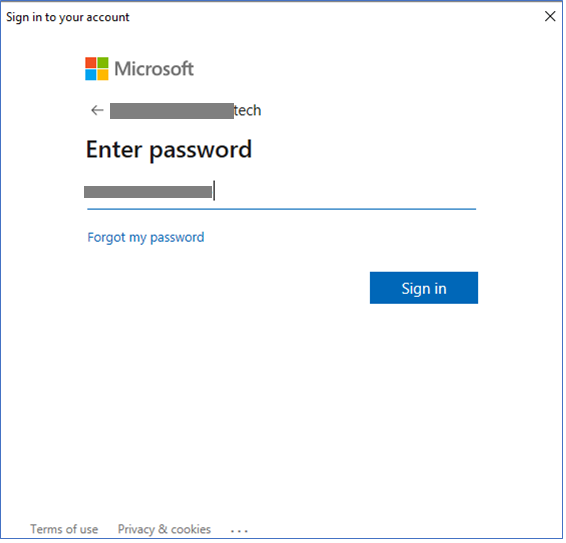 Sign in to your account
Microsoft
tech
Enter password
Forgot my password
Sign in
Terms of use Privacy & cookies ...